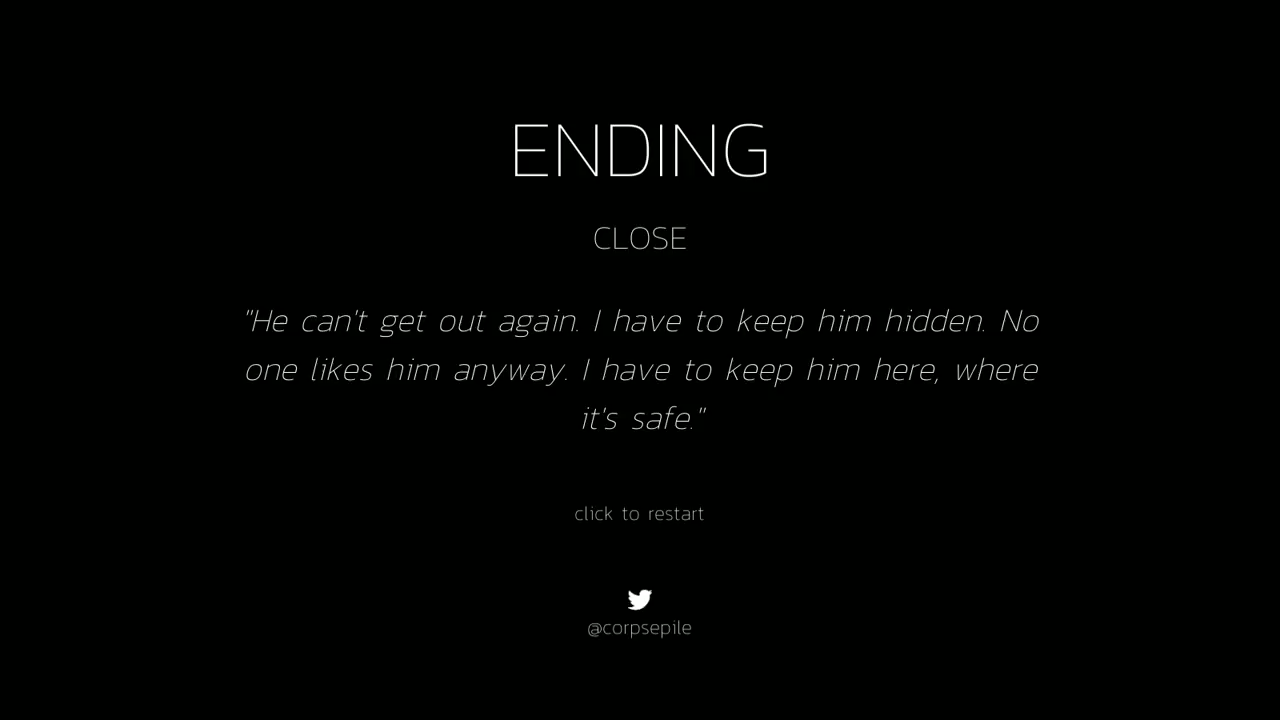 ENDING
CLOSE
"He can't get out again. I have to keep him hidden. No
one likes him anyway. I have to keep him here, where
it's safe."
click to restart
@corpsepile